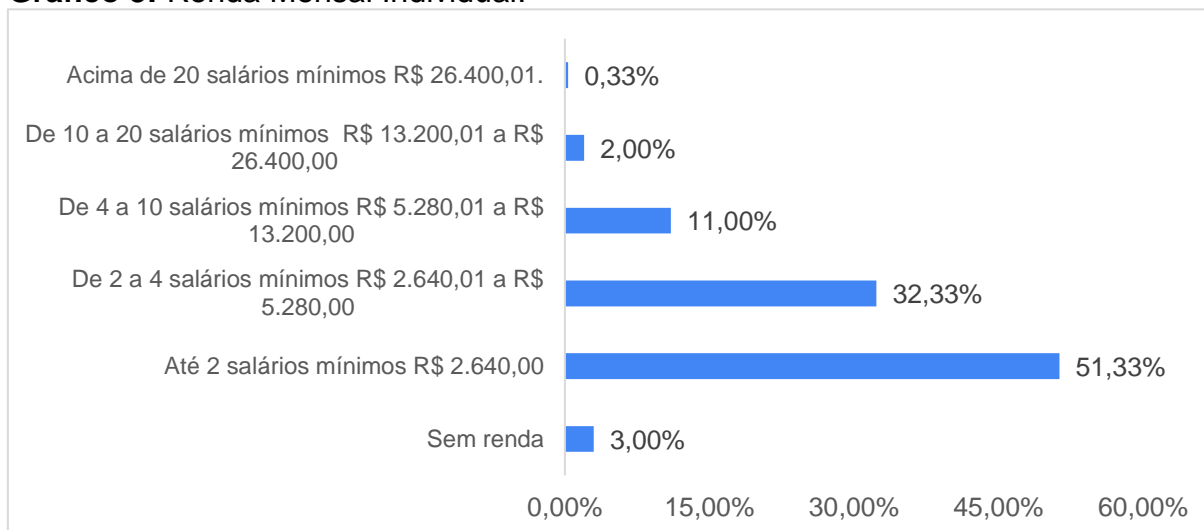 Acima de 20 salários mínimos R$ 26.400,01.
0,33%
De 10 a 20 salários mínimos  R$ 13.200,01 a R$
26.400,00
2,00%
De 4 a 10 salários mínimos R$ 5.280,01 a R$
13.200,00
11,00%
De 2 a 4 salários mínimos R$ 2.640,01 a R$
5.280,00
32,33%
Até 2 salários mínimos R$ 2.640,00
51,33%
Sem renda
3,00%
0,00% 15,00% 30,00% 45,00% 60,00%